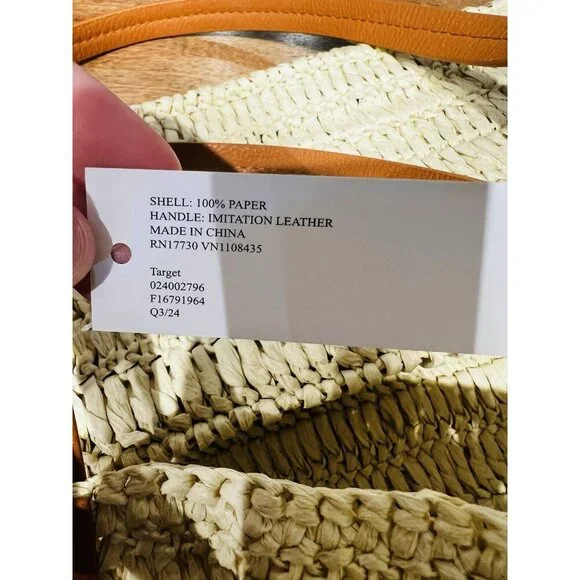 SHELL: 100% PAPER
HANDLE: IMITATION LEATHER
MADE IN CHINA
RN17730 VN1108435
Target
024002796
F16791964
Q3/24